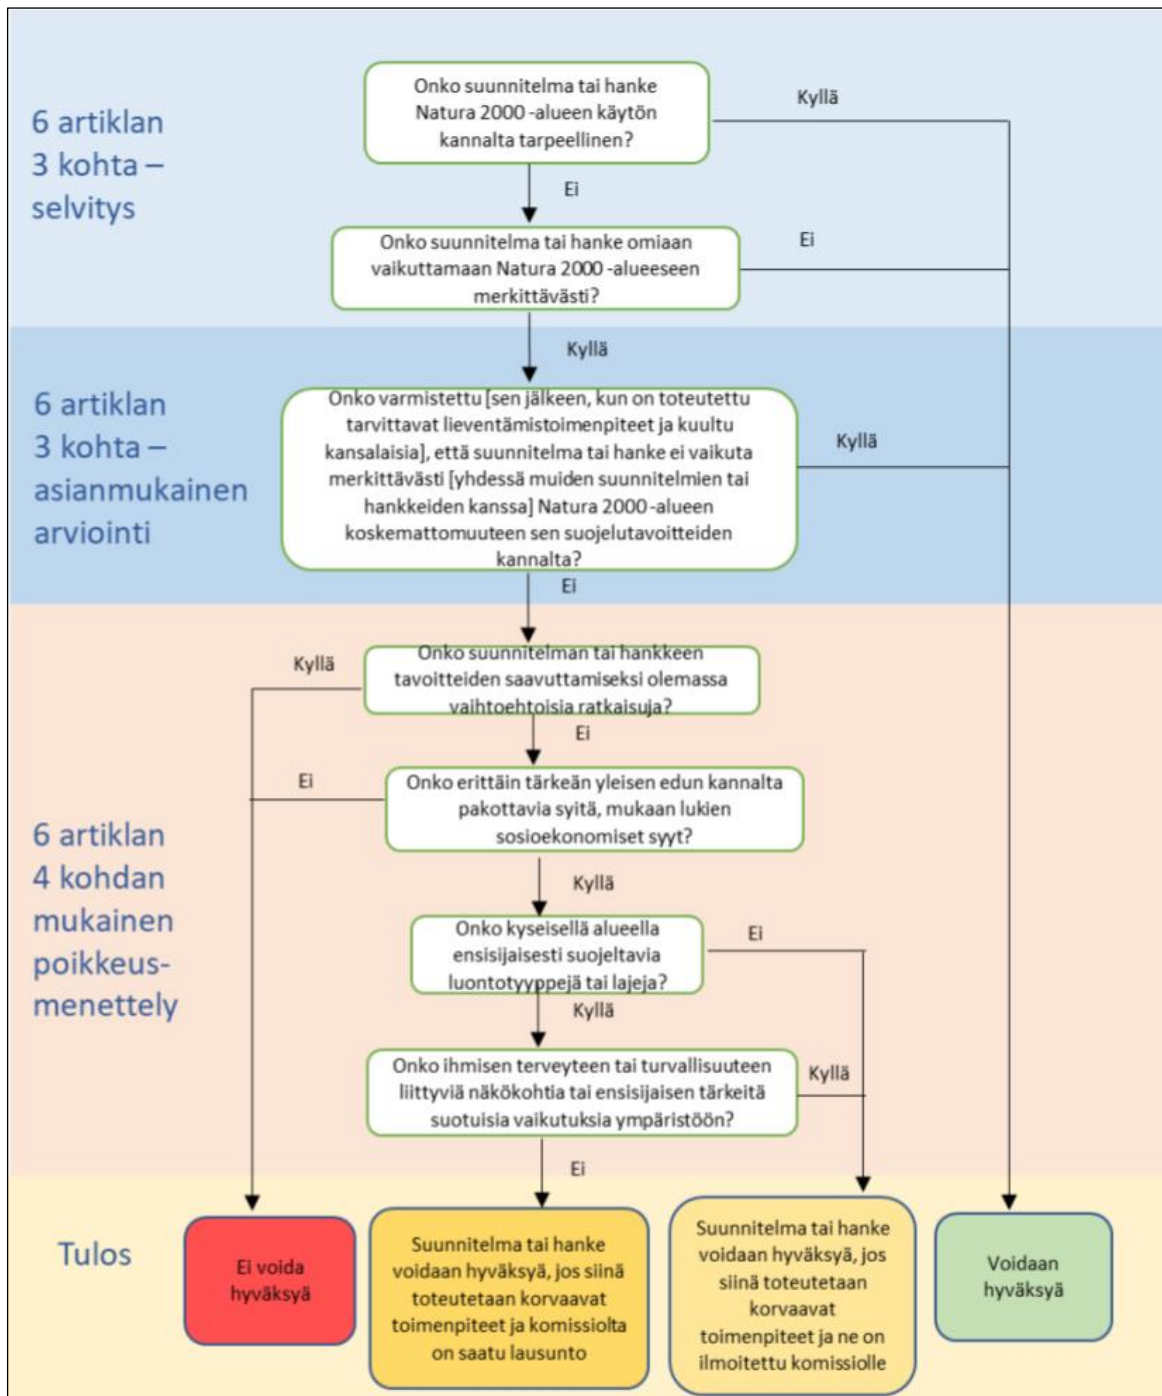 Onko suunnitelma tai hanke
Natura 2000 -alueen käytön
kannalta tarpeellinen?
Kyllä
6 artiklan
3 kohta –
selvitys
Ei
Onko suunnitelma tai hanke omiaan
vaikuttamaan Natura 2000 -alueeseen
merkittävästi?
Ei
Kyllä
6 artiklan
3 kohta –
asianmukainen
arviointi
Onko varmistettu [sen jälkeen, kun on toteutettu
tarvittavat lieventämistoimenpiteet ja kuultu
kansalaisia], että suunnitelma tai hanke ei vaikuta
merkittävästi [yhdessä muiden suunnitelmien tai
hankkeiden kanssa] Natura 2000 -alueen
koskemattomuuteen sen suojelutavoitteiden
kannalta?
Kyllä
Ei
Kyllä
Onko suunnitelman tai hankkeen
tavoitteiden saavuttamiseksi olemassa
vaihtoehtoisia ratkaisuja?
Ei
Ei
Onko erittäin tärkeän yleisen edun kannalta
pakottavia syitä, mukaan lukien
sosioekonomiset syyt?
6 artiklan
4 kohdan
mukainen
poikkeus-
menettely
Kyllä
Onko kyseisellä alueella
ensisijaisesti suojeltavia
luontotyyppejä tai lajeja?
Ei
Kyllä
Onko ihmisen terveyteen tai turvallisuuteen
liittyviä näkökohtia tai ensisijaisen tärkeitä
suotuisia vaikutuksia ympäristöön?
Kyllä
Ei
Tulos
Ei voida
hyväksyä
Suunnitelma tai hanke
voidaan hyväksyä, jos siinä
toteutetaan korvaavat
toimenpiteet ja komissiolta
on saatu lausunto
Suunnitelma tai hanke
voidaan hyväksyä, jos
siinä toteutetaan
korvaavat
toimenpiteet ja ne on
ilmoitettu komissiolle
Voidaan
hyväksyä